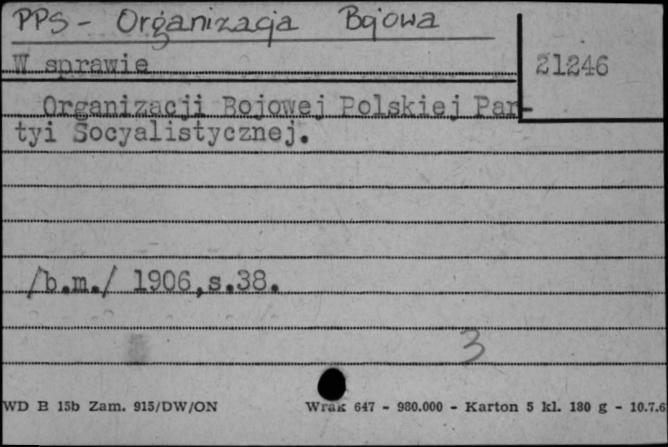 PPS - Organizacja Bojowa
W sprawie
21246
Organizacji Bojowej Polskiej Par-
tyi Socyalistycznej.
/b.m./ 1906,s.38.
3
WD B 15b Zam. 915/DW/ON
Wrak 647 - 980.000 - Karton 5 kl. 180 g - 10.7.6